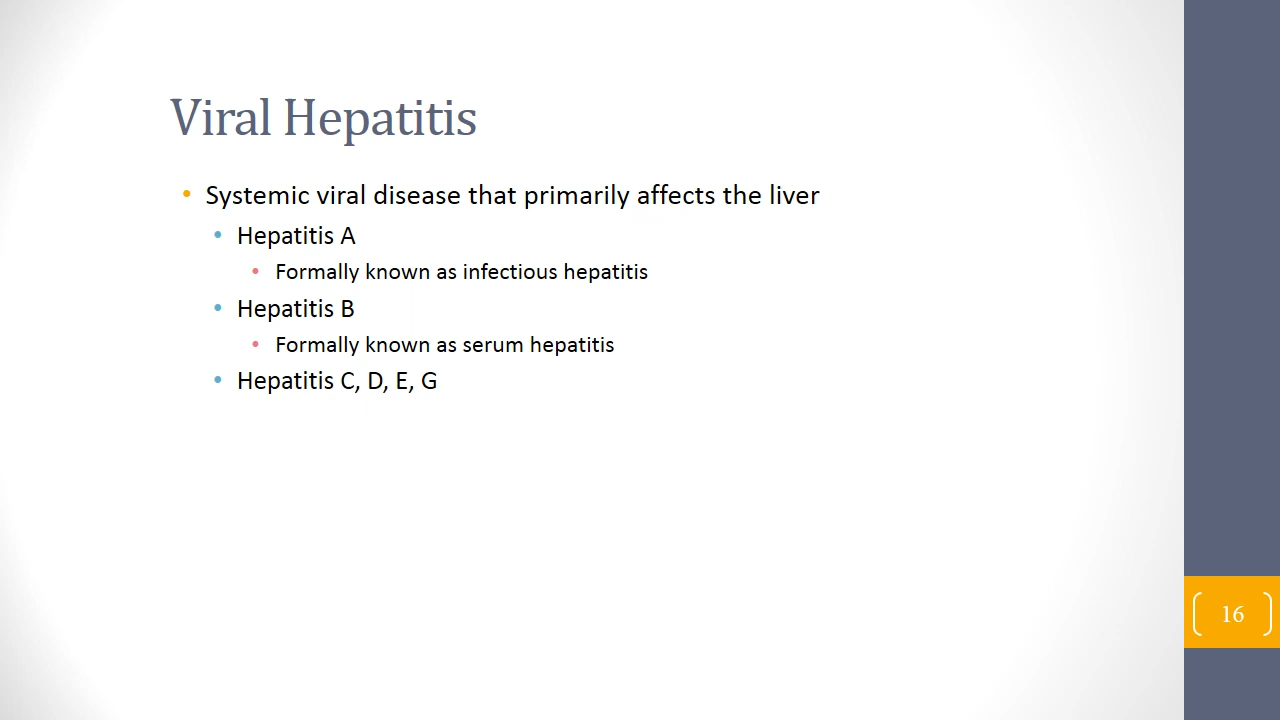 Viral Hepatitis
• Systemic viral disease that primarily affects the liver
• Hepatitis A
• Formally known as infectious hepatitis
• Hepatitis B
• Formally known as serum hepatitis
• Hepatitis C, D, E, G
16